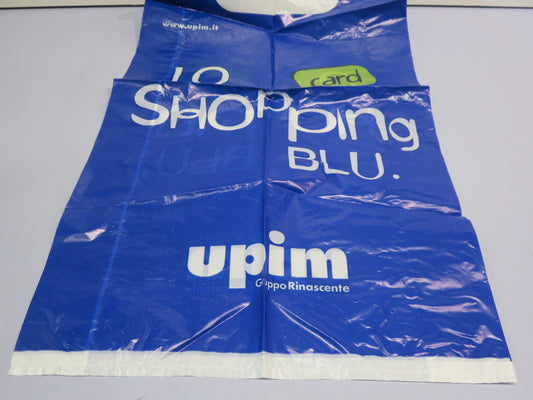 www.upim.it
LO
card
SHOPPING
BLU.
upim
Gruppo Rinascente